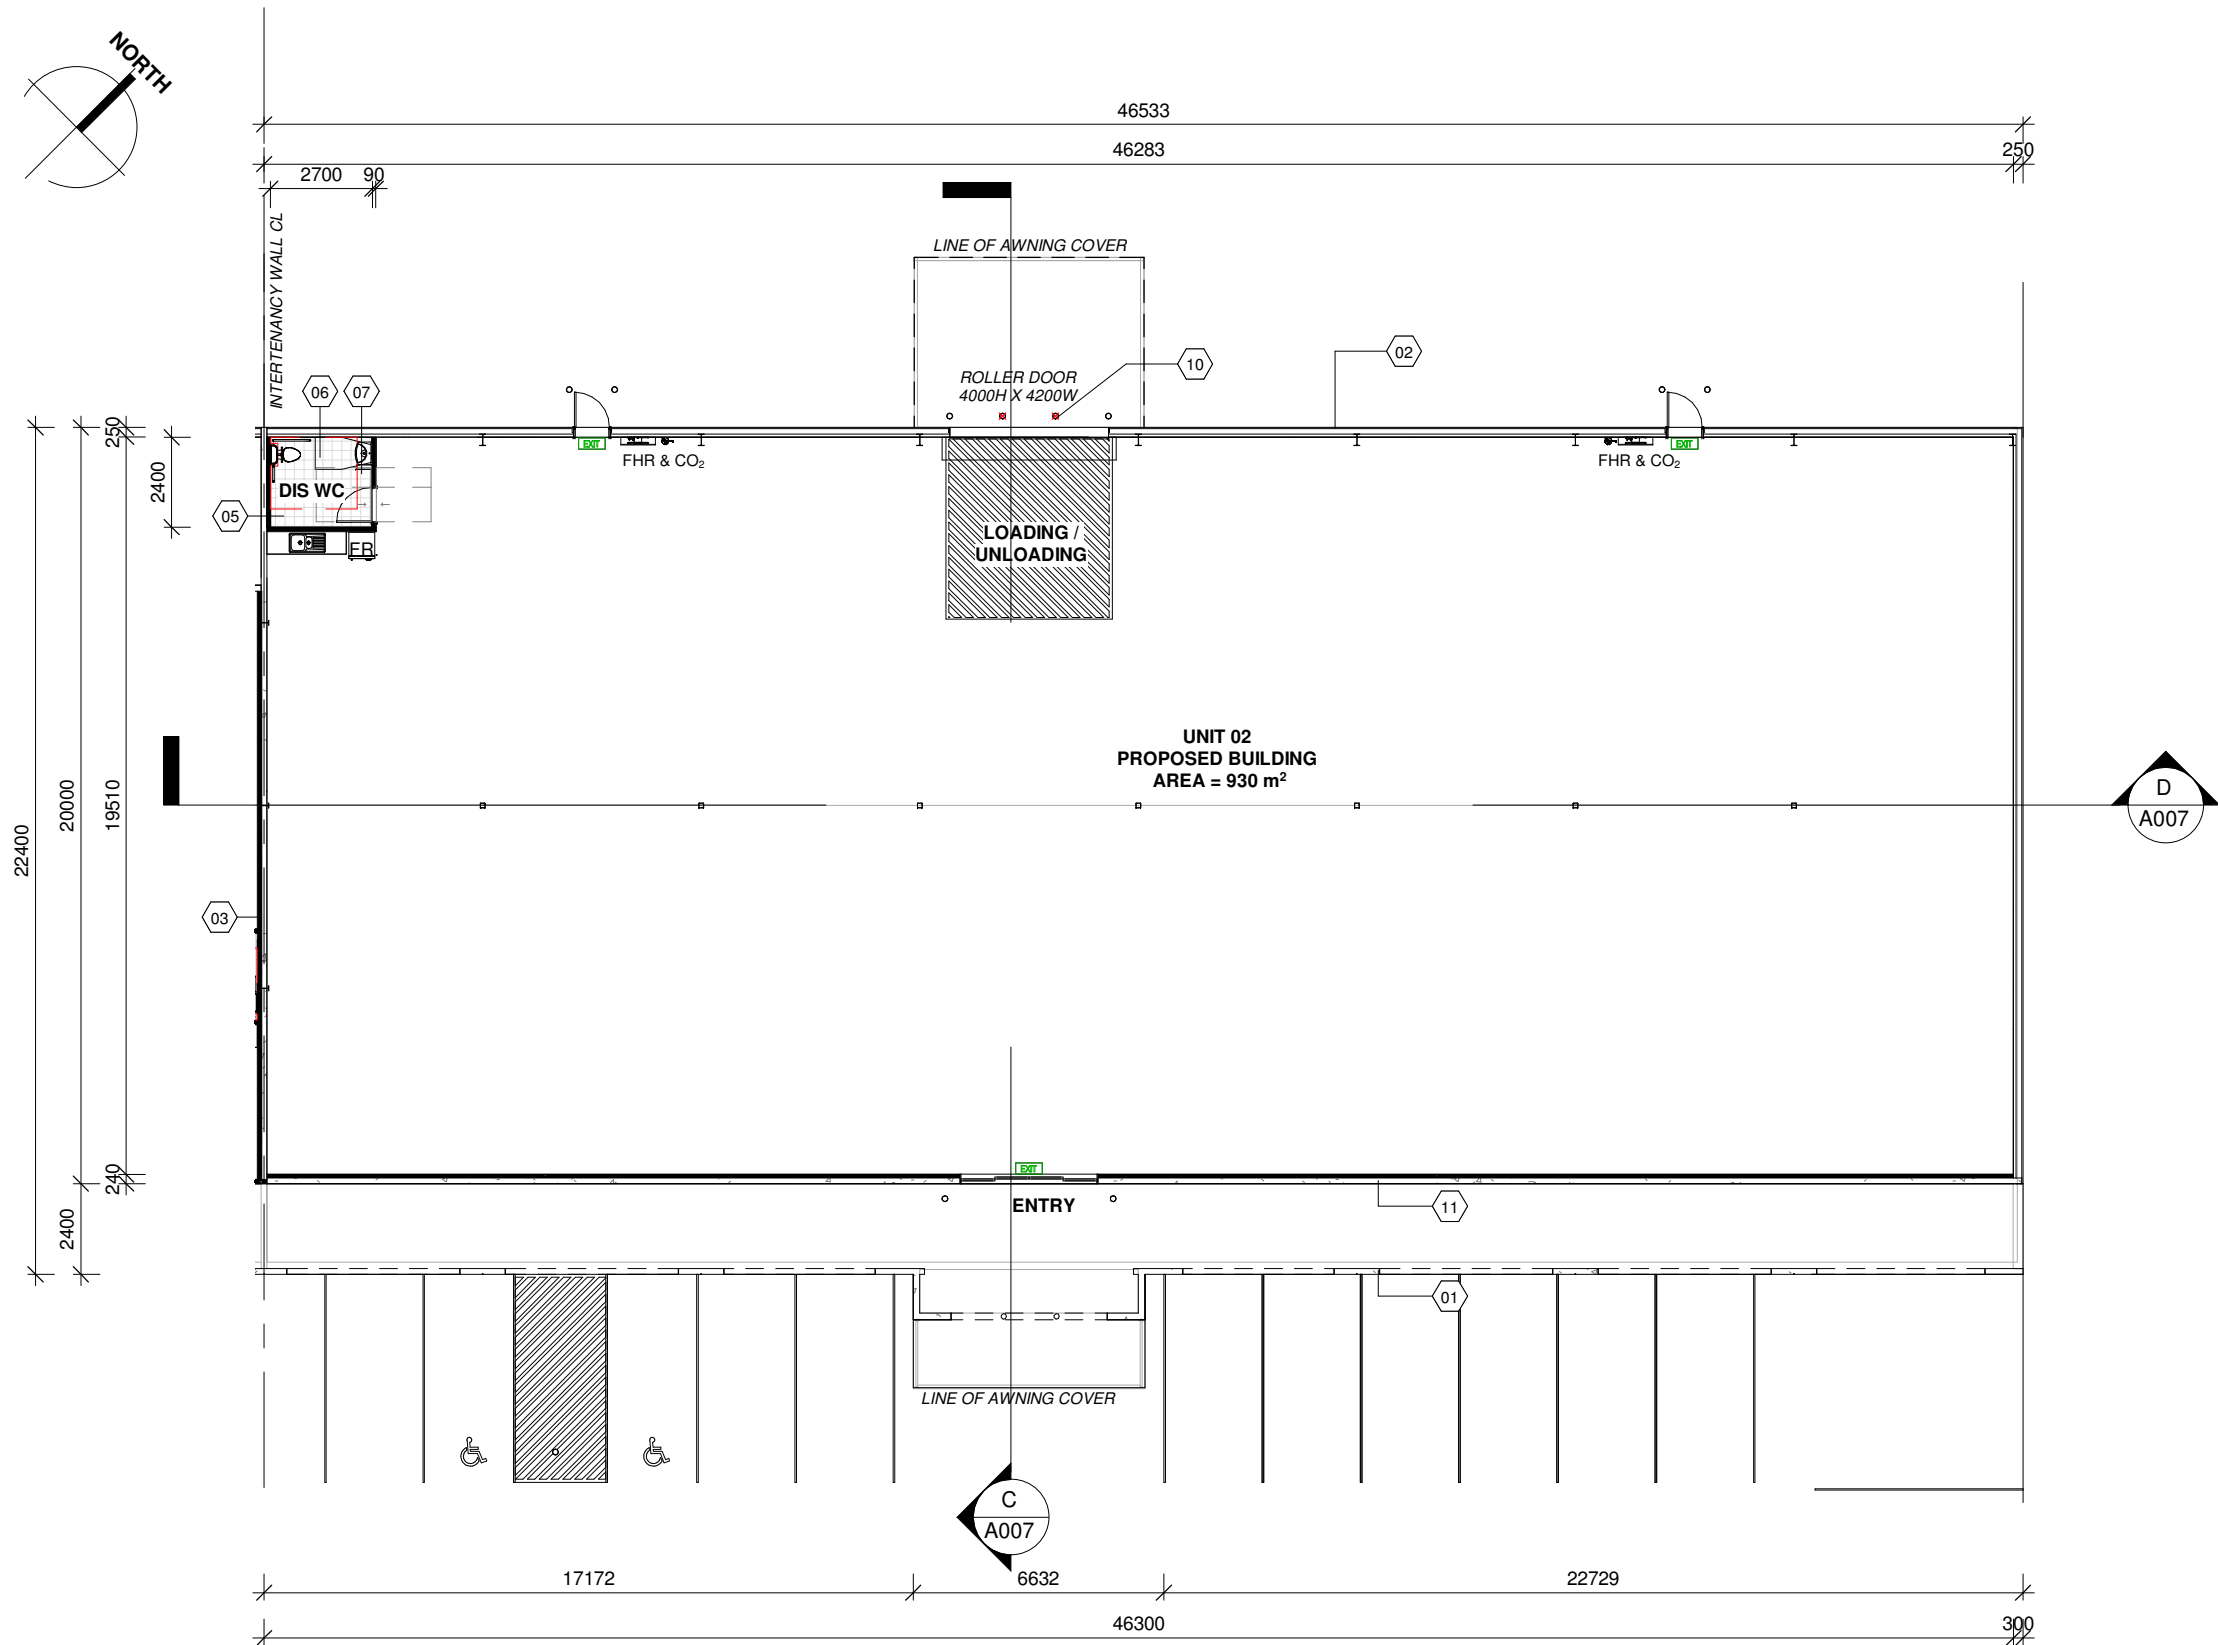 NORTH
46533
46283
250
2700
90
INTERTENANCY WALL CL
LINE OF AWNING COVER
02
10
ROLLER DOOR
4000H X 4200W
06
07
250
EXIT
EXIT
FHR & CO₂
FHR & CO₂
2400
DIS WC
05
LOADING /
UNLOADING
FR.
UNIT 02
PROPOSED BUILDING
AREA = 930 m²
D
A007
22400
20000
19510
03
EXIT
240
ENTRY
11
2400
01
LINE OF AWNING COVER
C
A007
17172
6632
22729
46300
300